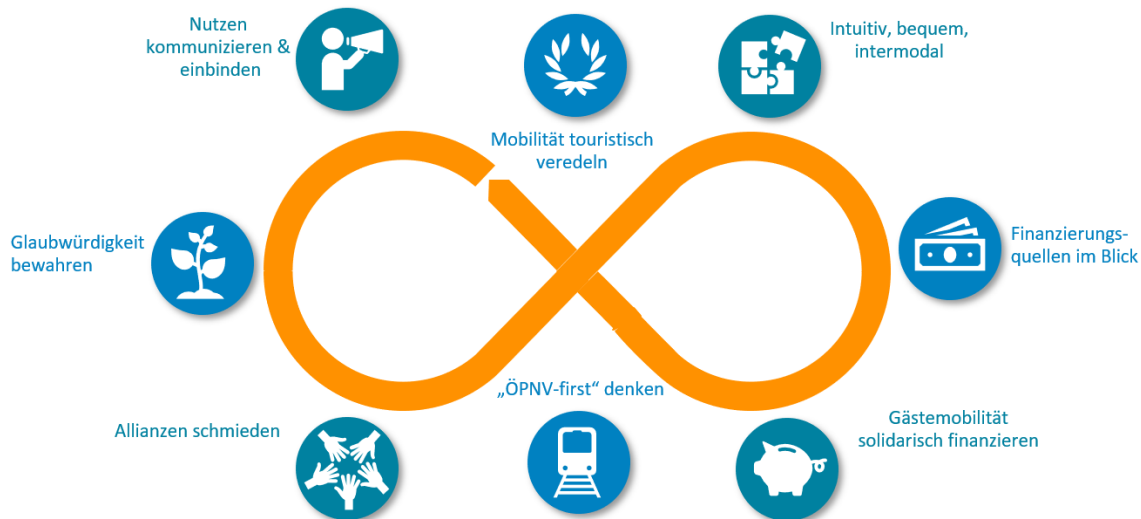 Nutzen
kommunizieren &
einbinden
Mobilität touristisch
veredeln
Intuitiv, bequem,
intermodal
Glaubwürdigkeit
bewahren
Finanzierungs-
quellen im Blick
Allianzen schmieden
„ÖPNV-first“ denken
Gästemobilität
solidarisch finanzieren